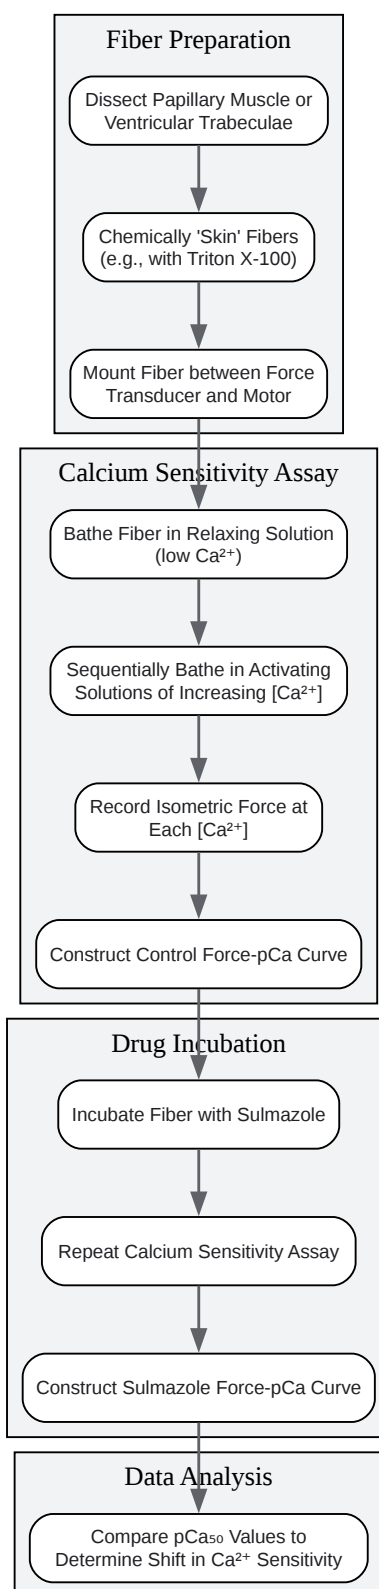 Fiber Preparation
Dissect Papillary Muscle or
Ventricular Trabeculae
Chemically 'Skin' Fibers
(e.g., with Triton X-100)
Mount Fiber between Force
Transducer and Motor
Calcium Sensitivity Assay
Bathe Fiber in Relaxing Solution
(low Ca²⁺)
Sequentially Bathe in Activating
Solutions of Increasing [Ca²⁺]
Record Isometric Force at
Each [Ca²⁺]
Construct Control Force-pCa Curve
Drug Incubation
Incubate Fiber with Sulmazole
Repeat Calcium Sensitivity Assay
Construct Sulmazole Force-pCa Curve
Data Analysis
Compare pCa₅₀ Values to
Determine Shift in Ca²⁺ Sensitivity